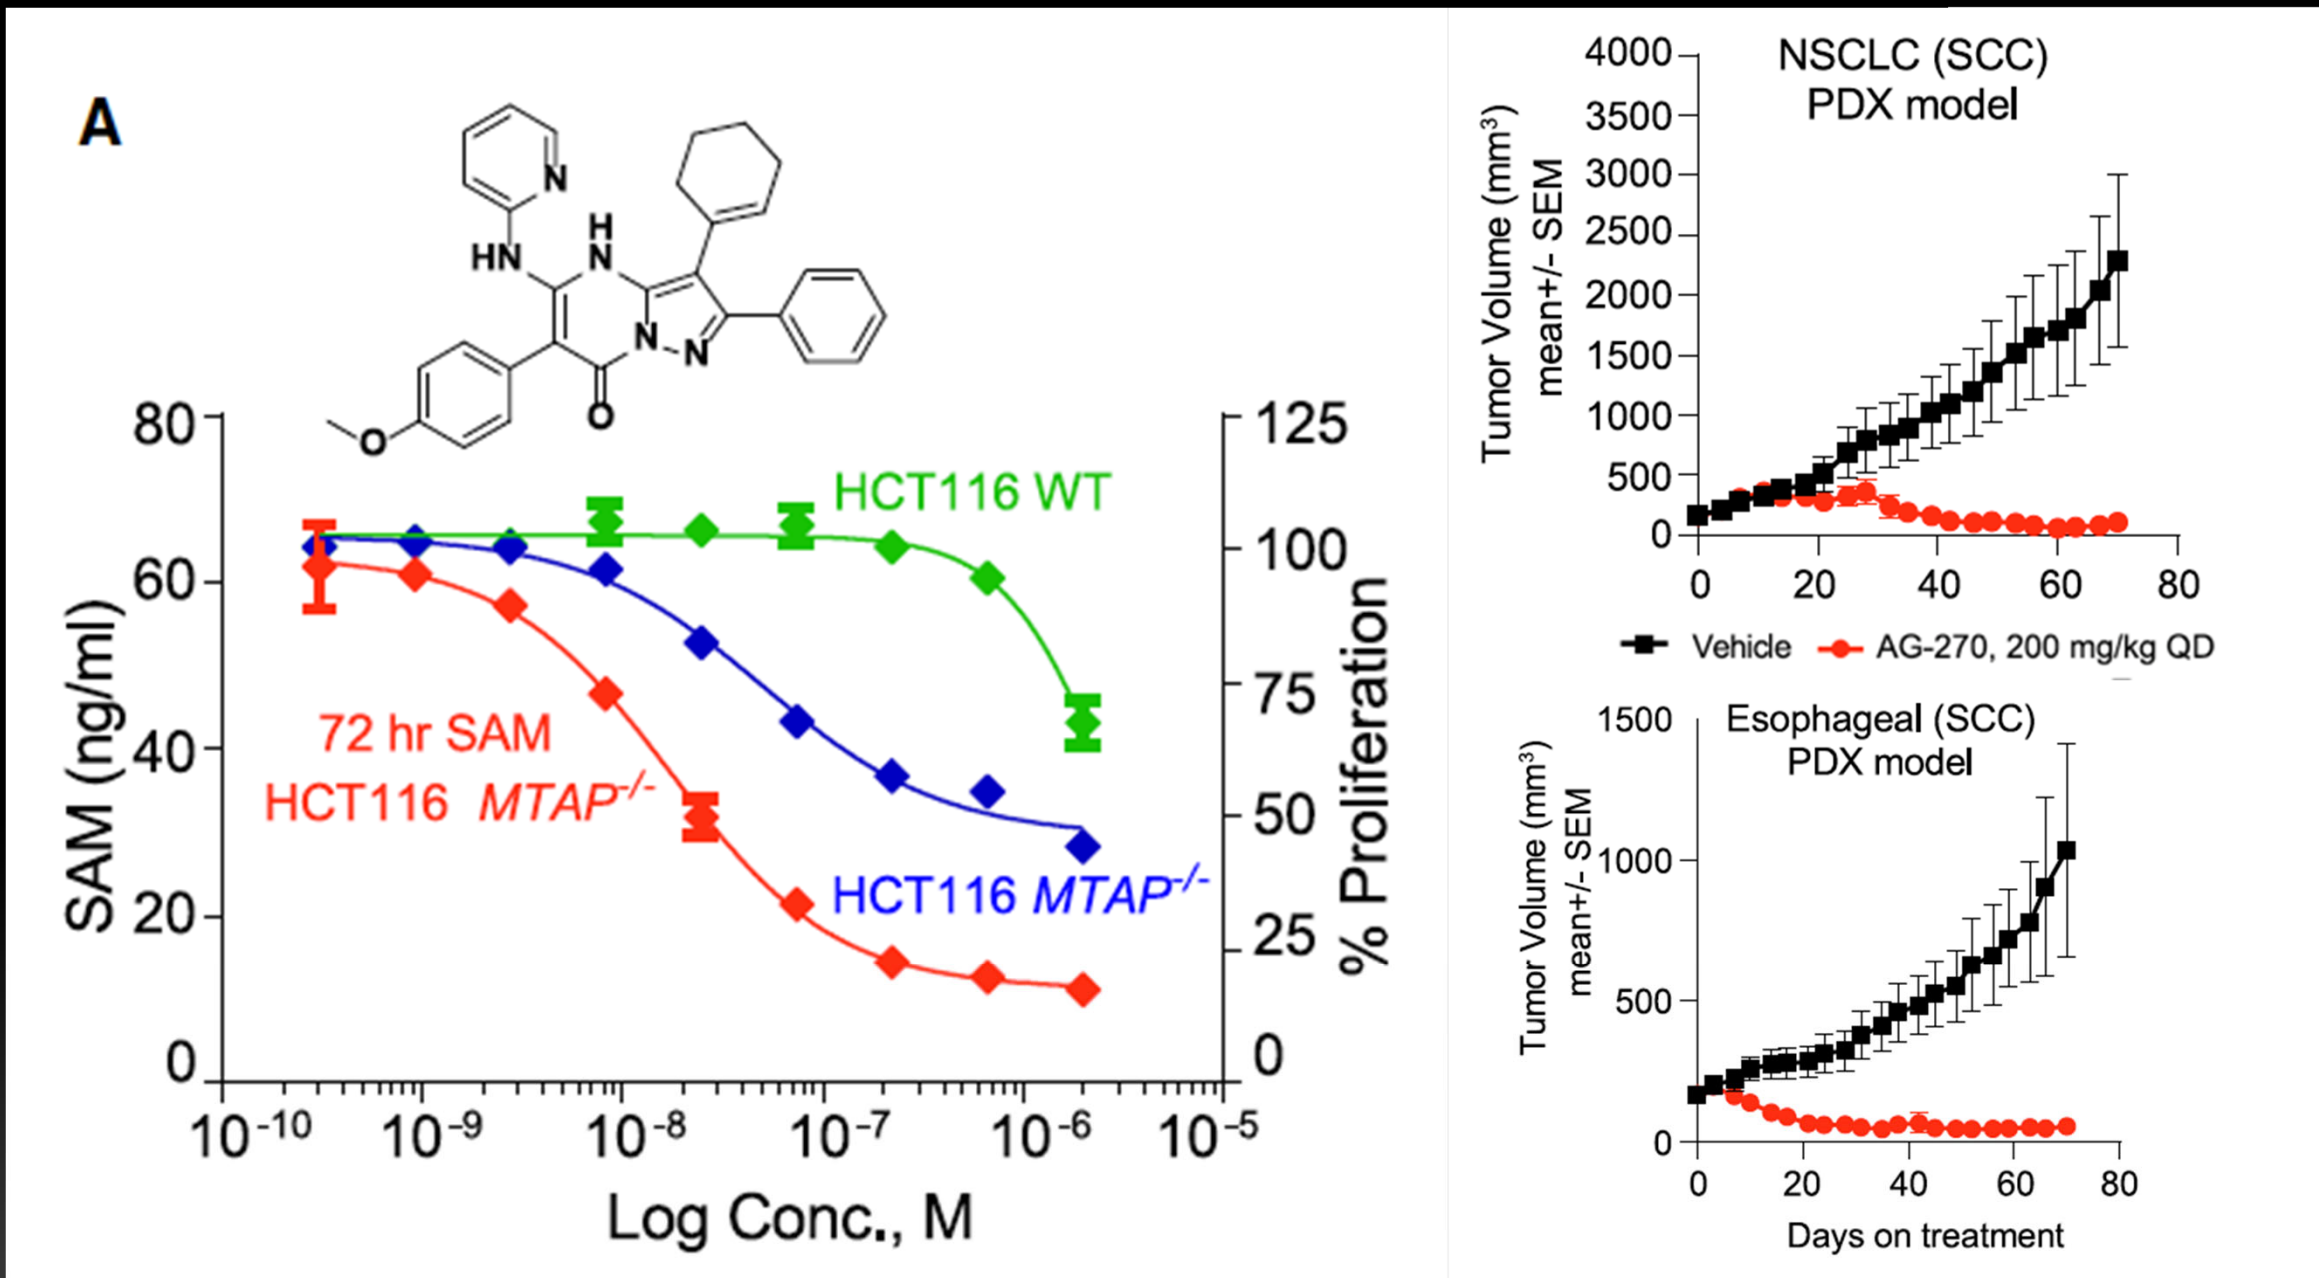 A
N
H
N
HN
N
N
O
O
80
60
40
20
0
SAM (ng/ml)
125
100
75
50
25
0
% Proliferation
HCT116 WT
72 hr SAM
HCT116 MTAP-/-
HCT116 MTAP-/-
10-10 10-9 10-8 10-7 10-6 10-5
Log Conc., M
NSCLC (SCC)
PDX model
4000
3500
3000
2500
2000
1500
1000
500
0
Tumor Volume (mm3)
mean+/- SEM
0 20 40 60 80
Vehicle AG-270, 200 mg/kg QD
Esophageal (SCC)
PDX model
1500
1000
500
0
Tumor Volume (mm3)
mean+/- SEM
0 20 40 60 80
Days on treatment